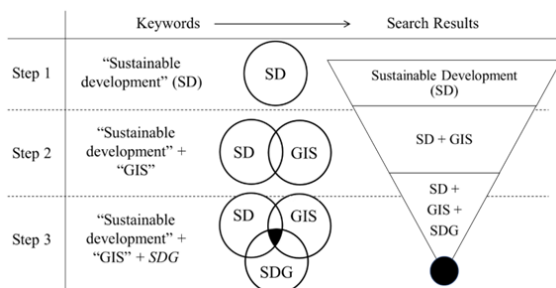 Keywords
Search Results
Step 1
“Sustainable
development” (SD)
SD
Sustainable Development
(SD)
Step 2
“Sustainable
development” +
“GIS”
SD
GIS
SD + GIS
Step 3
“Sustainable
development” +
“GIS” + SDG
SD
GIS
SDG
SD +
GIS +
SDG